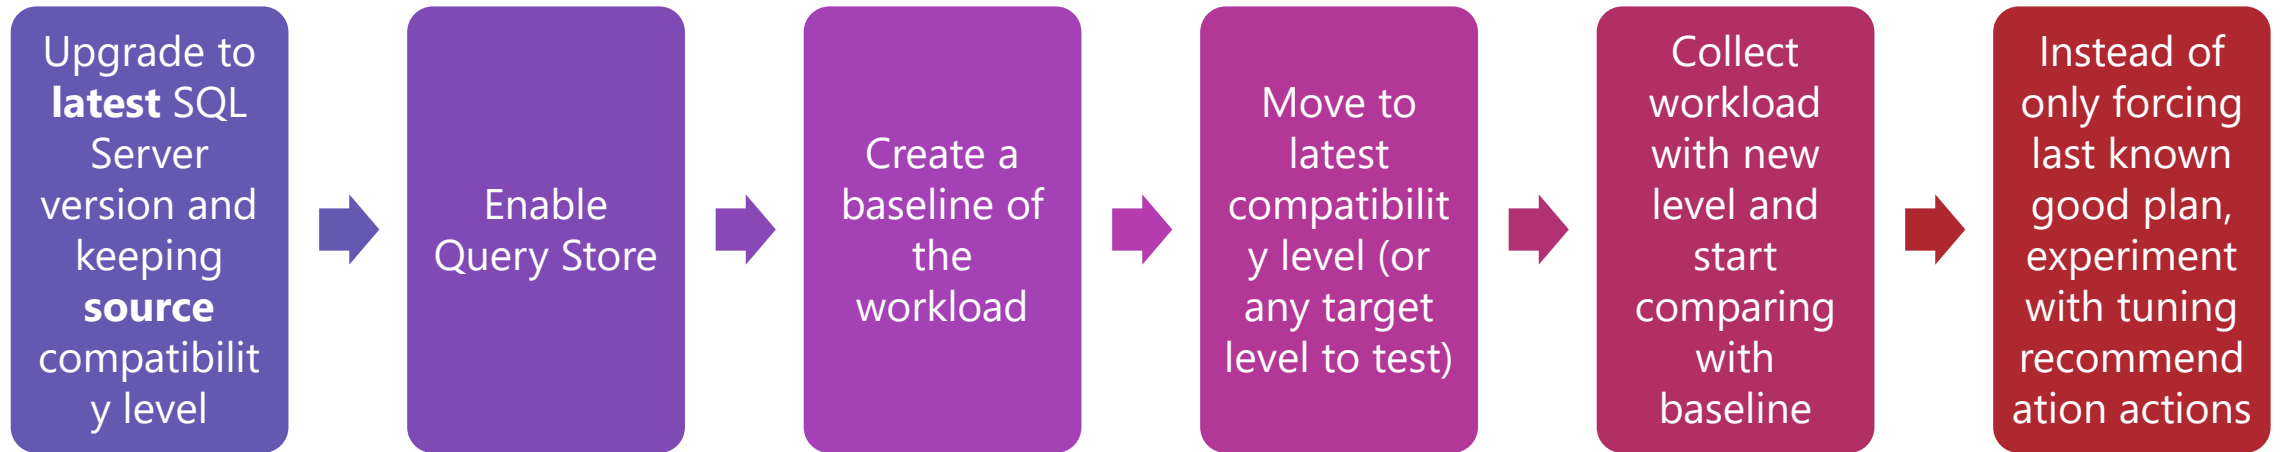 Upgrade to
latest SQL
Server
version and
keeping
source
compatibilit
y level
Enable
Query Store
Create a
baseline of
the
workload
Move to
latest
compatibilit
y level (or
any target
level to test)
Collect
workload
with new
level and
start
comparing
with
baseline
Instead of
only forcing
last known
good plan,
experiment
with tuning
recommend
ation actions